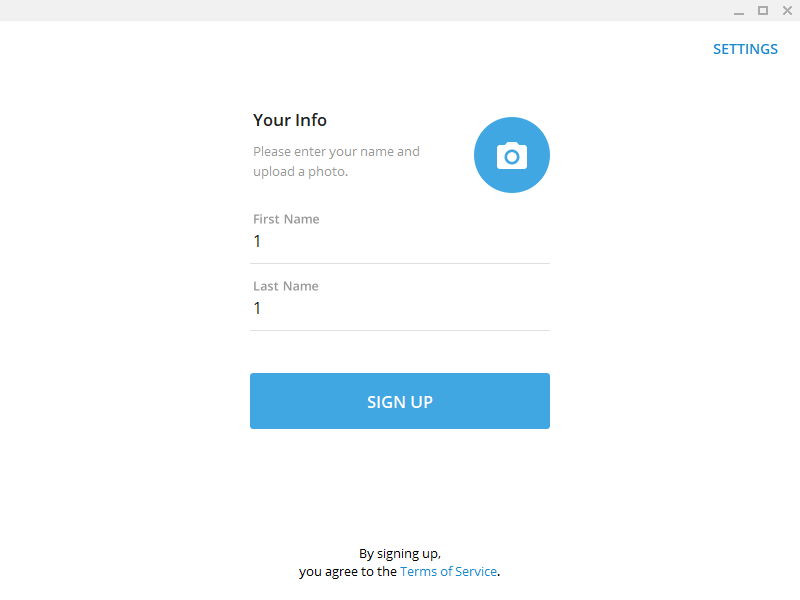 SETTINGS
Your Info
Please enter your name and
upload a photo.
First Name
1
Last Name
1
SIGN UP
By signing up,
you agree to the Terms of Service.